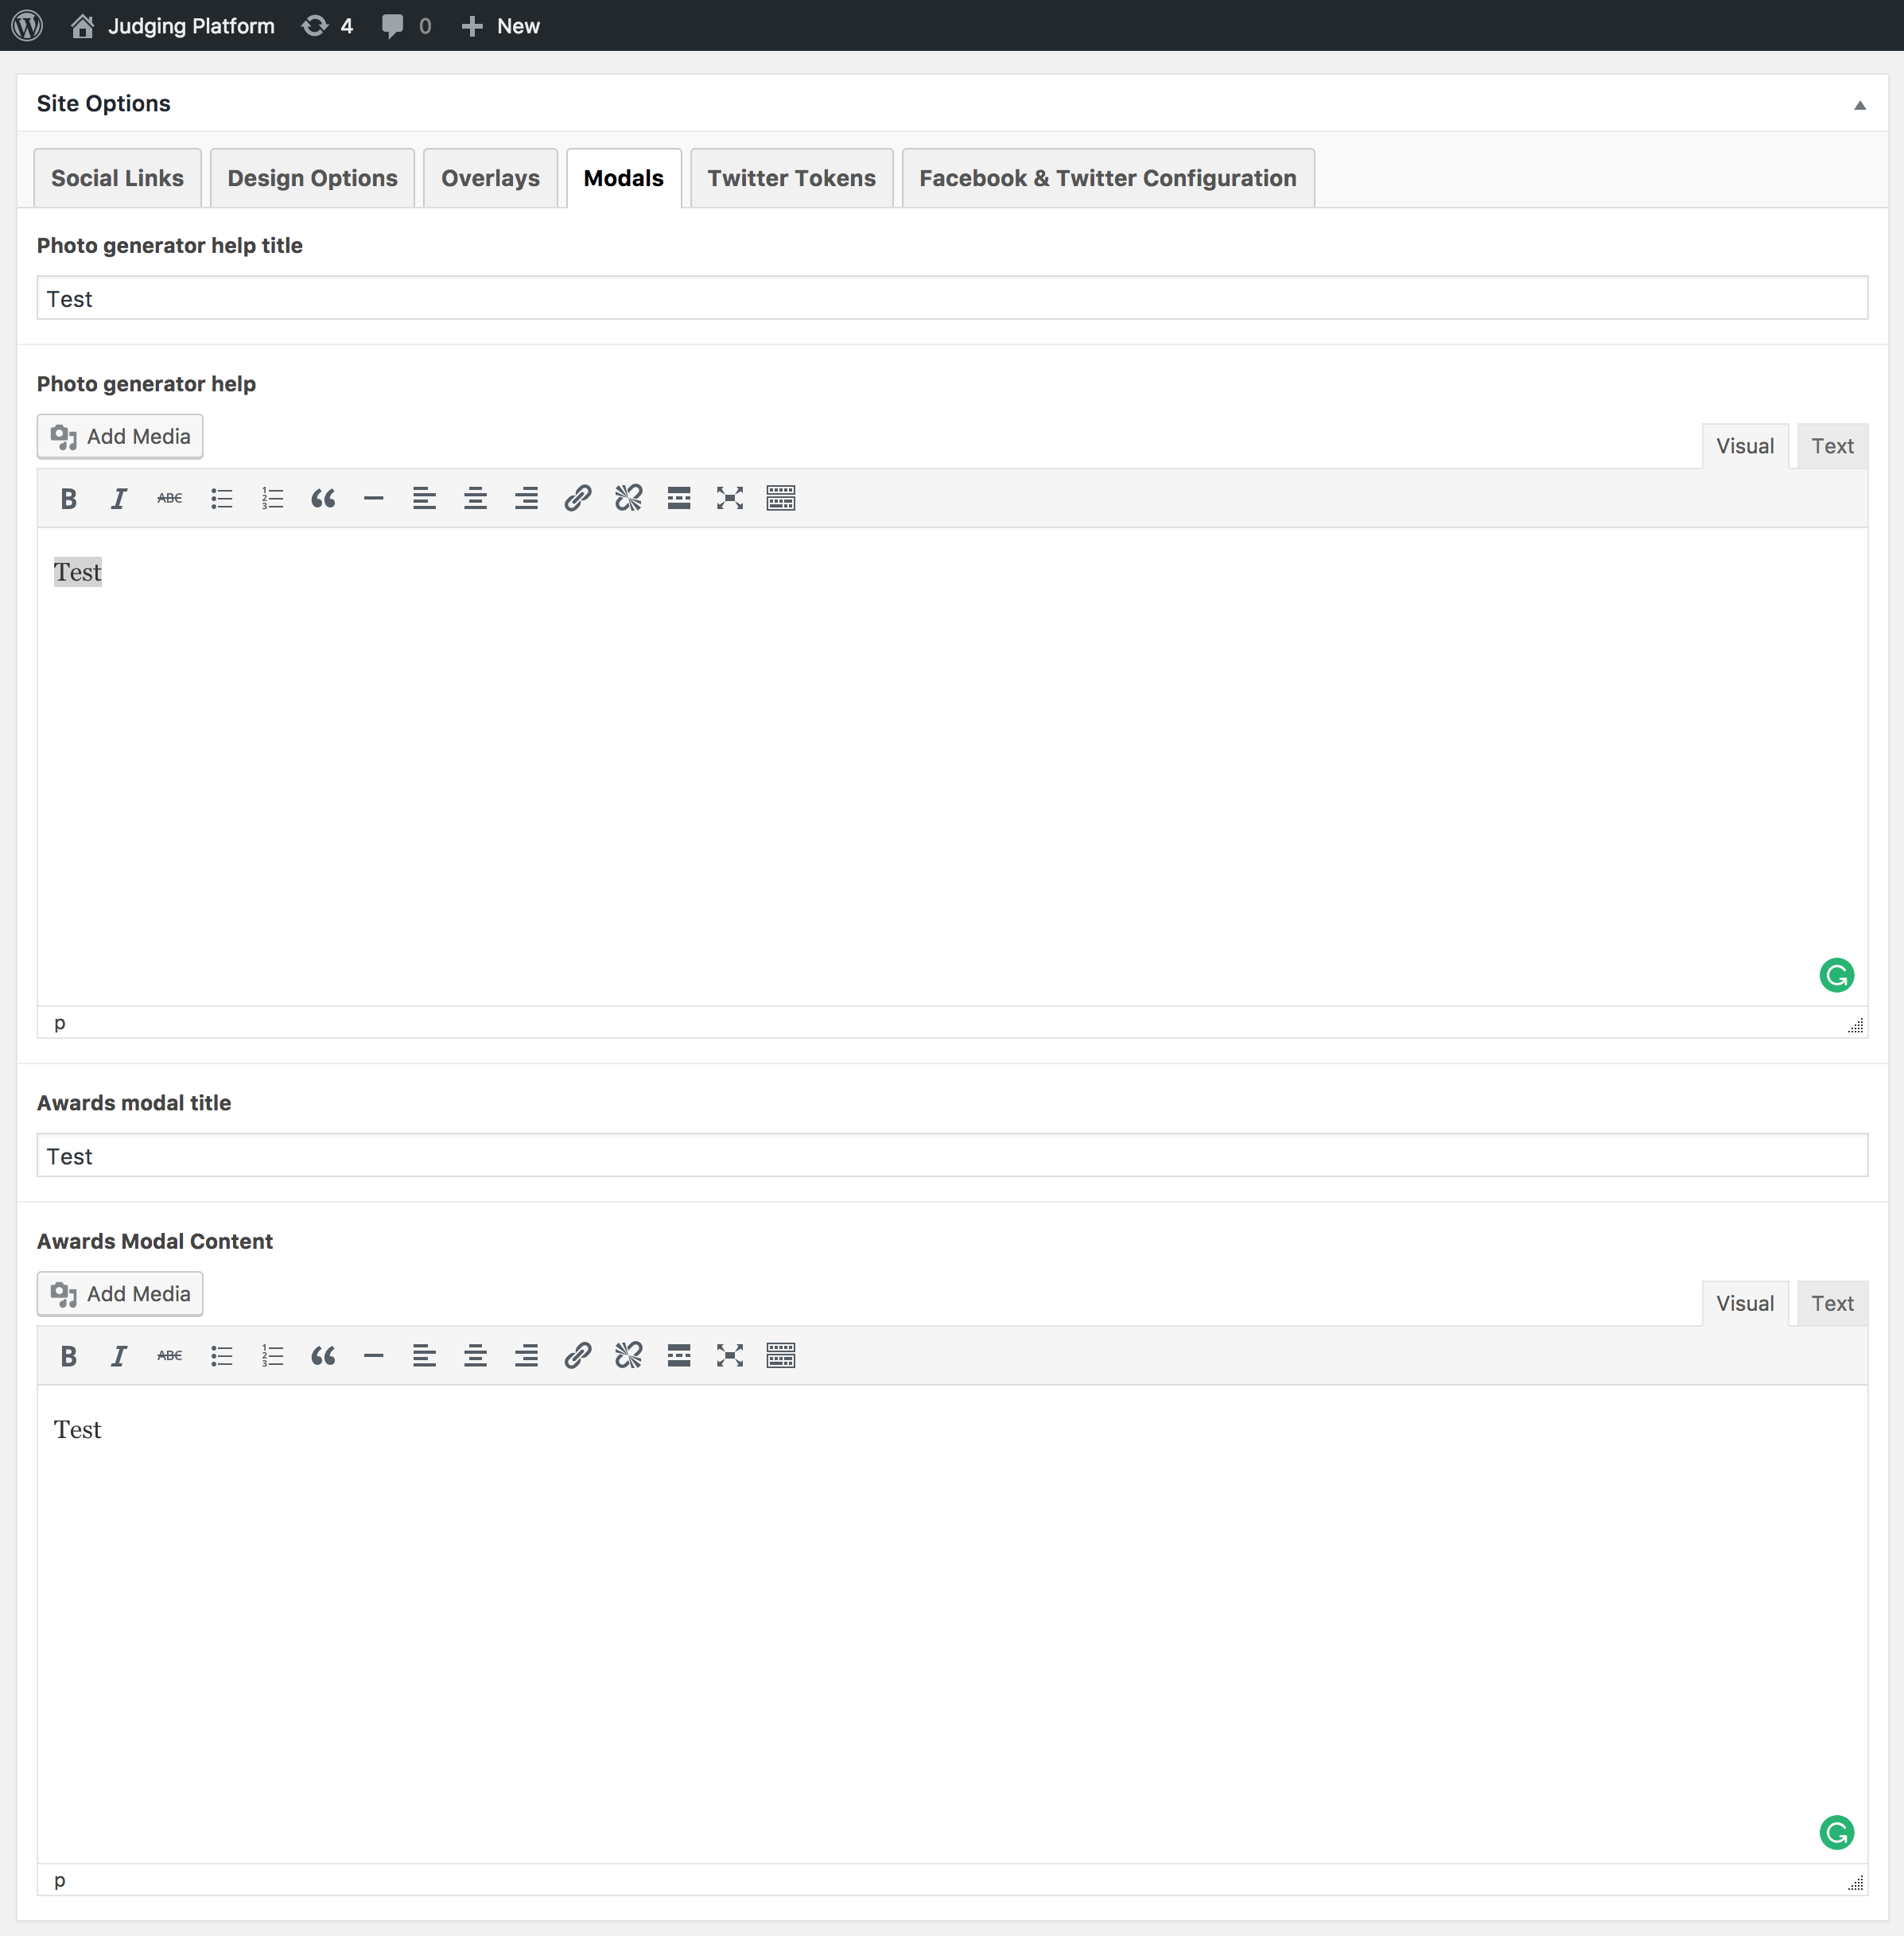 Judging Platform 4 0 New
Site Options
Social Links Design Options Overlays Modals Twitter Tokens Facebook & Twitter Configuration
Photo generator help title
Test
Photo generator help
Add Media
Visual Text
B I ABC
Test
p
Awards modal title
Test
Awards Modal Content
Add Media
Visual Text
B I ABC
Test
p